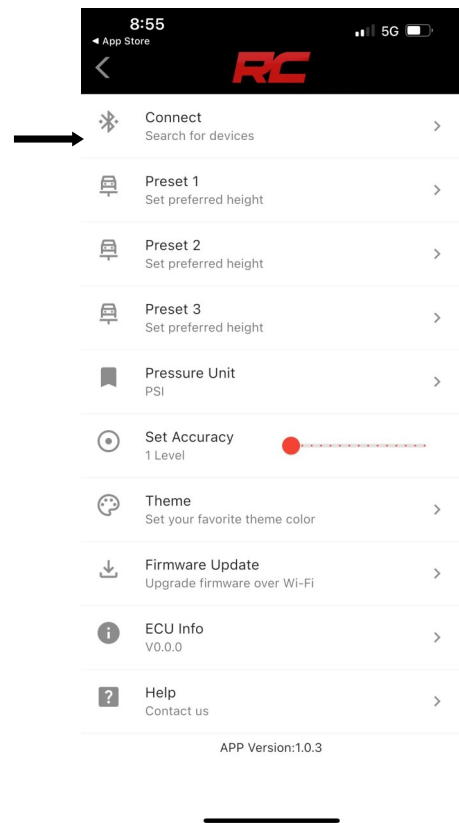 8:55
◀ App Store
5G
RC
Connect
Search for devices
Preset 1
Set preferred height
Preset 2
Set preferred height
Preset 3
Set preferred height
Pressure Unit
PSI
Set Accuracy
1 Level
Theme
Set your favorite theme color
Firmware Update
Upgrade firmware over Wi-Fi
ECU Info
V0.0.0
Help
Contact us
APP Version:1.0.3